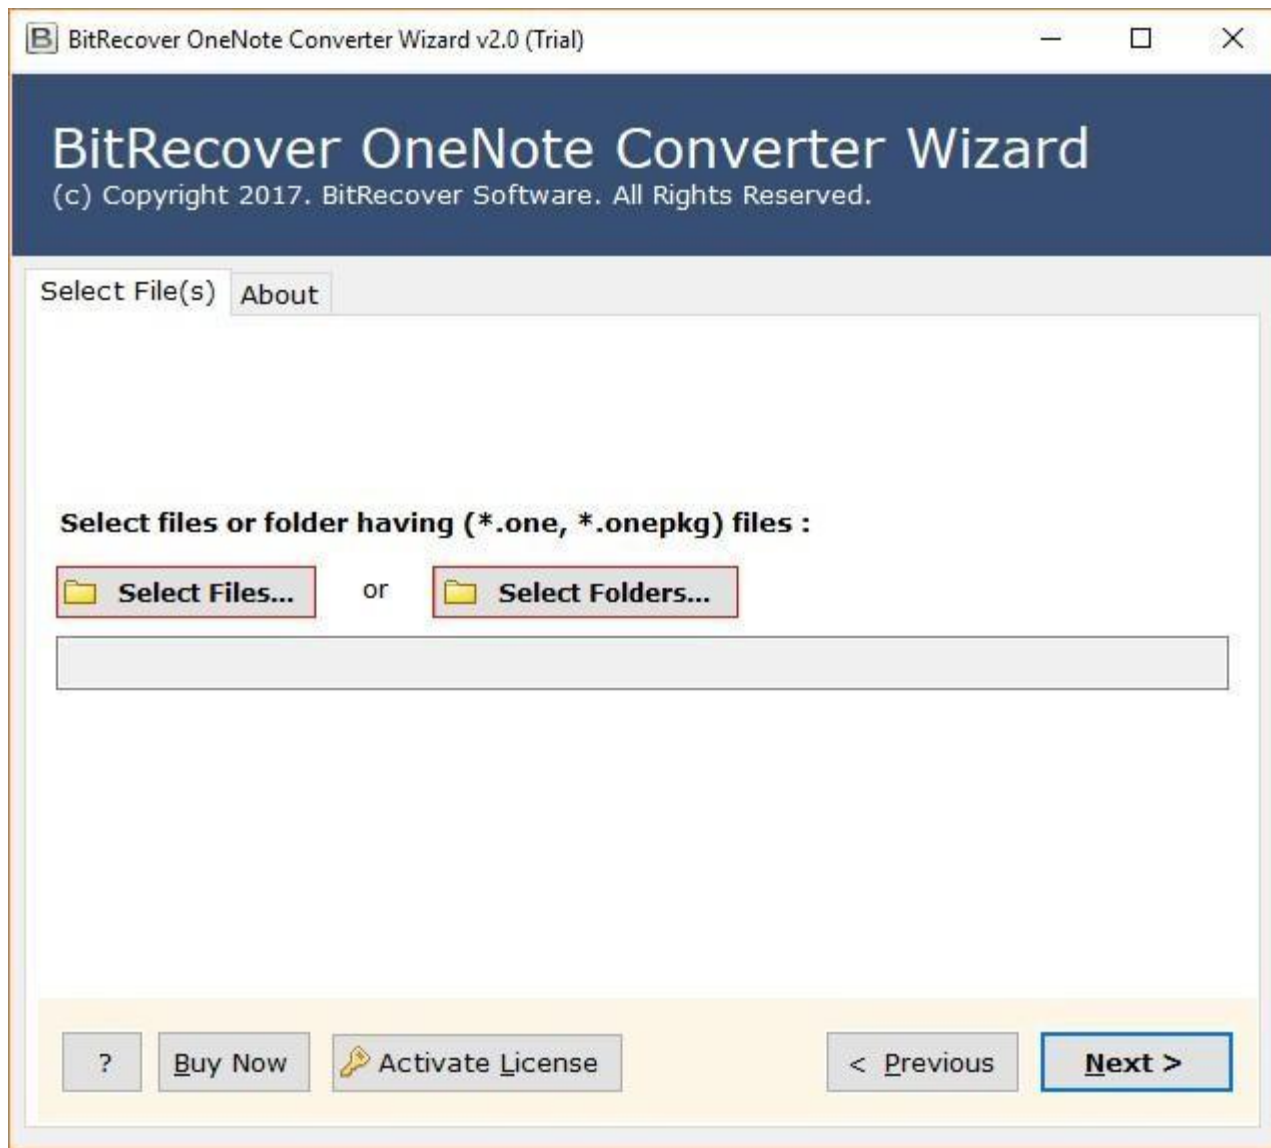 BitRecover OneNote Converter Wizard v2.0 (Trial)
BitRecover OneNote Converter Wizard
(c) Copyright 2017. BitRecover Software. All Rights Reserved.
Select File(s) About
Select files or folder having (*.one, *.onepkg) files :
Select Files... or Select Folders...
? Buy Now Activate License < Previous Next >